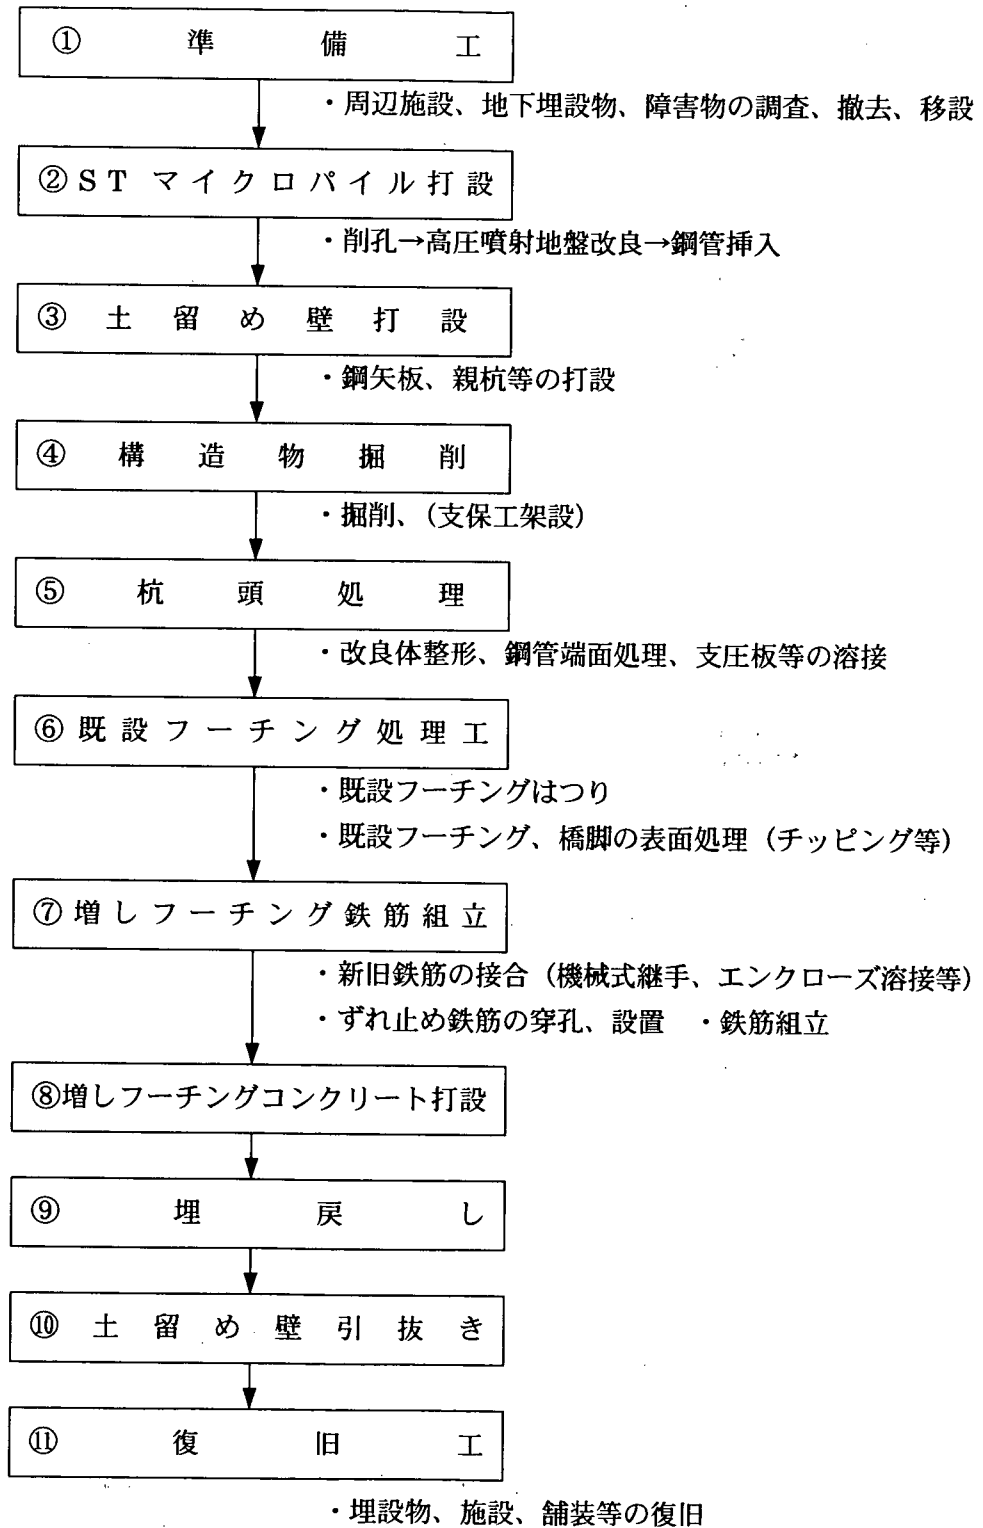 ① 準備工
・周辺施設、地下埋設物、障害物の調査、撤去、移設
②ST マイクロパイル打設
・削孔→高圧噴射地盤改良→鋼管挿入
③ 土留め壁打設
・鋼矢板、親杭等の打設
④ 構造物掘削
・掘削、(支保工架設)
⑤ 杭頭処理
・改良体整形、鋼管端面処理、支圧板等の溶接
⑥既設フーチング処理工
・既設フーチングはつり
・既設フーチング、橋脚の表面処理(チッピング等)
⑦増しフーチング鉄筋組立
・新旧鉄筋の接合(機械式継手、エンクローズ溶接等)
・ずれ止め鉄筋の穿孔、設置 ・鉄筋組立
⑧増しフーチングコンクリート打設
⑨ 埋戻し
⑩ 土留め壁引抜き
⑪ 復旧工
・埋設物、施設、舗装等の復旧